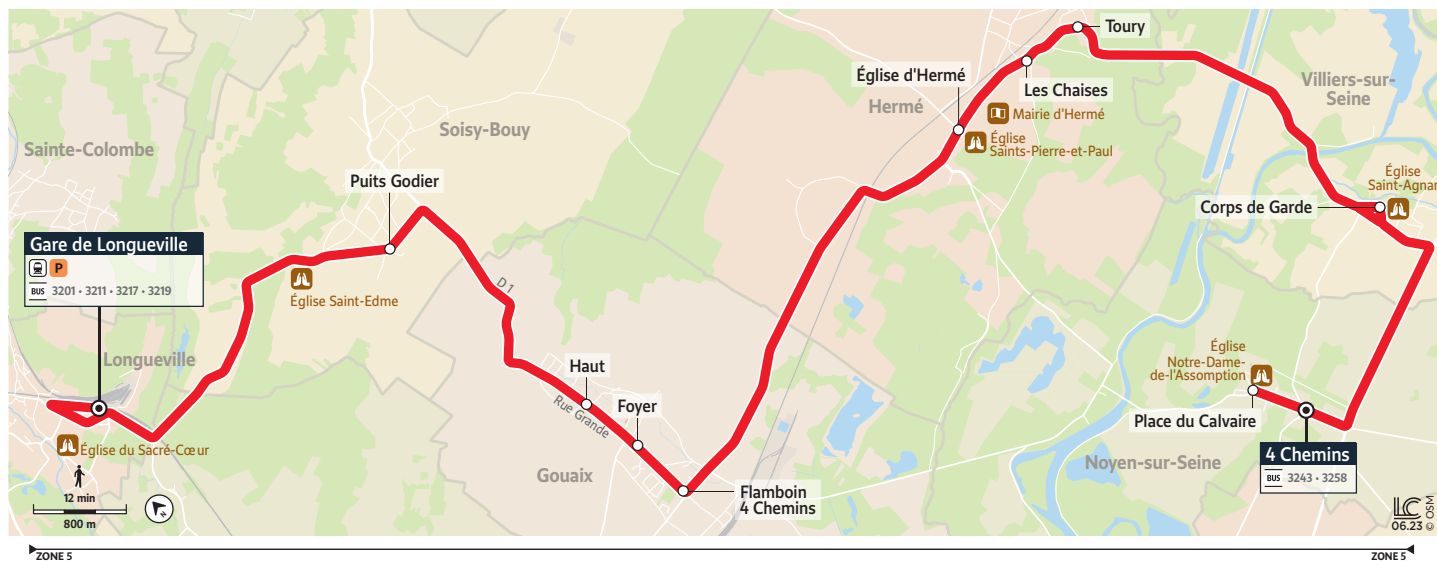 Toury
Église d'Hermé
Hermé
Les Chaises
Mairie d'Hermé
Église
Saints-Pierre-et-Paul
Villiers-sur-
Seine
Soisy-Bouy
Sainte-Colombe
Puits Godier
Église
Saint-Agnan
Corps de Garde
Gare de Longueville
P
BUS 3201 • 3211 • 3217 • 3219
Église Saint-Edme
D 1
Longueville
Haut
Foyer
Rue Grande
Église
Notre-Dame-
de-l'Assomption
Place du Calvaire
Église du Sacré-Cœur
Gouaix
Noyen-sur-Seine
4 Chemins
BUS 3243 • 3258
Flamboin
4 Chemins
12 min
800 m
N
LC
06.23
© OSM
ZONE 5
ZONE 5